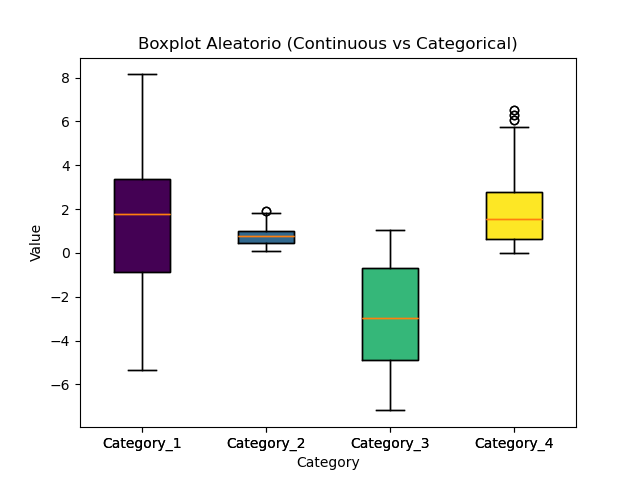 Boxplot Aleatorio (Continuous vs Categorical)
Value
8
6
4
2
0
−2
−4
−6
Category_1 Category_2 Category_3 Category_4
Category